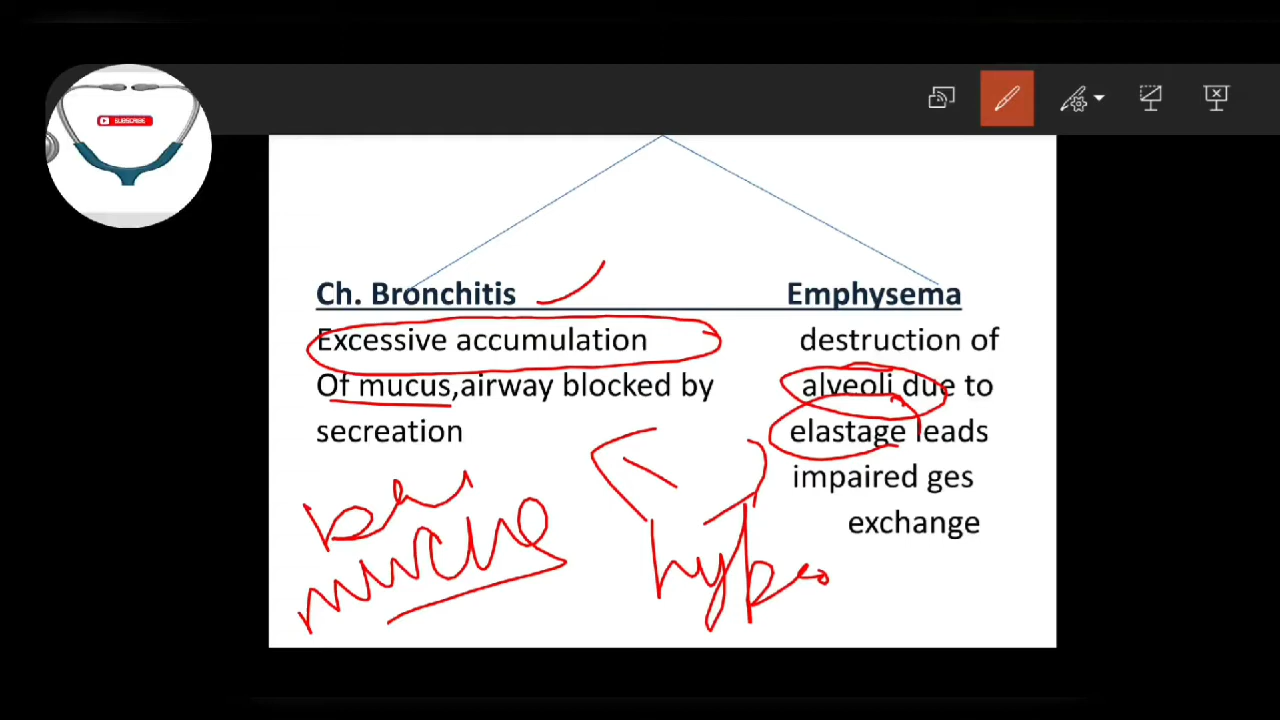 SUBSCRIBE
Ch. Bronchitis
Excessive accumulation
Of mucus,airway blocked by
secreation
Emphysema
destruction of
alveoli due to
elastage leads
impaired ges
exchange